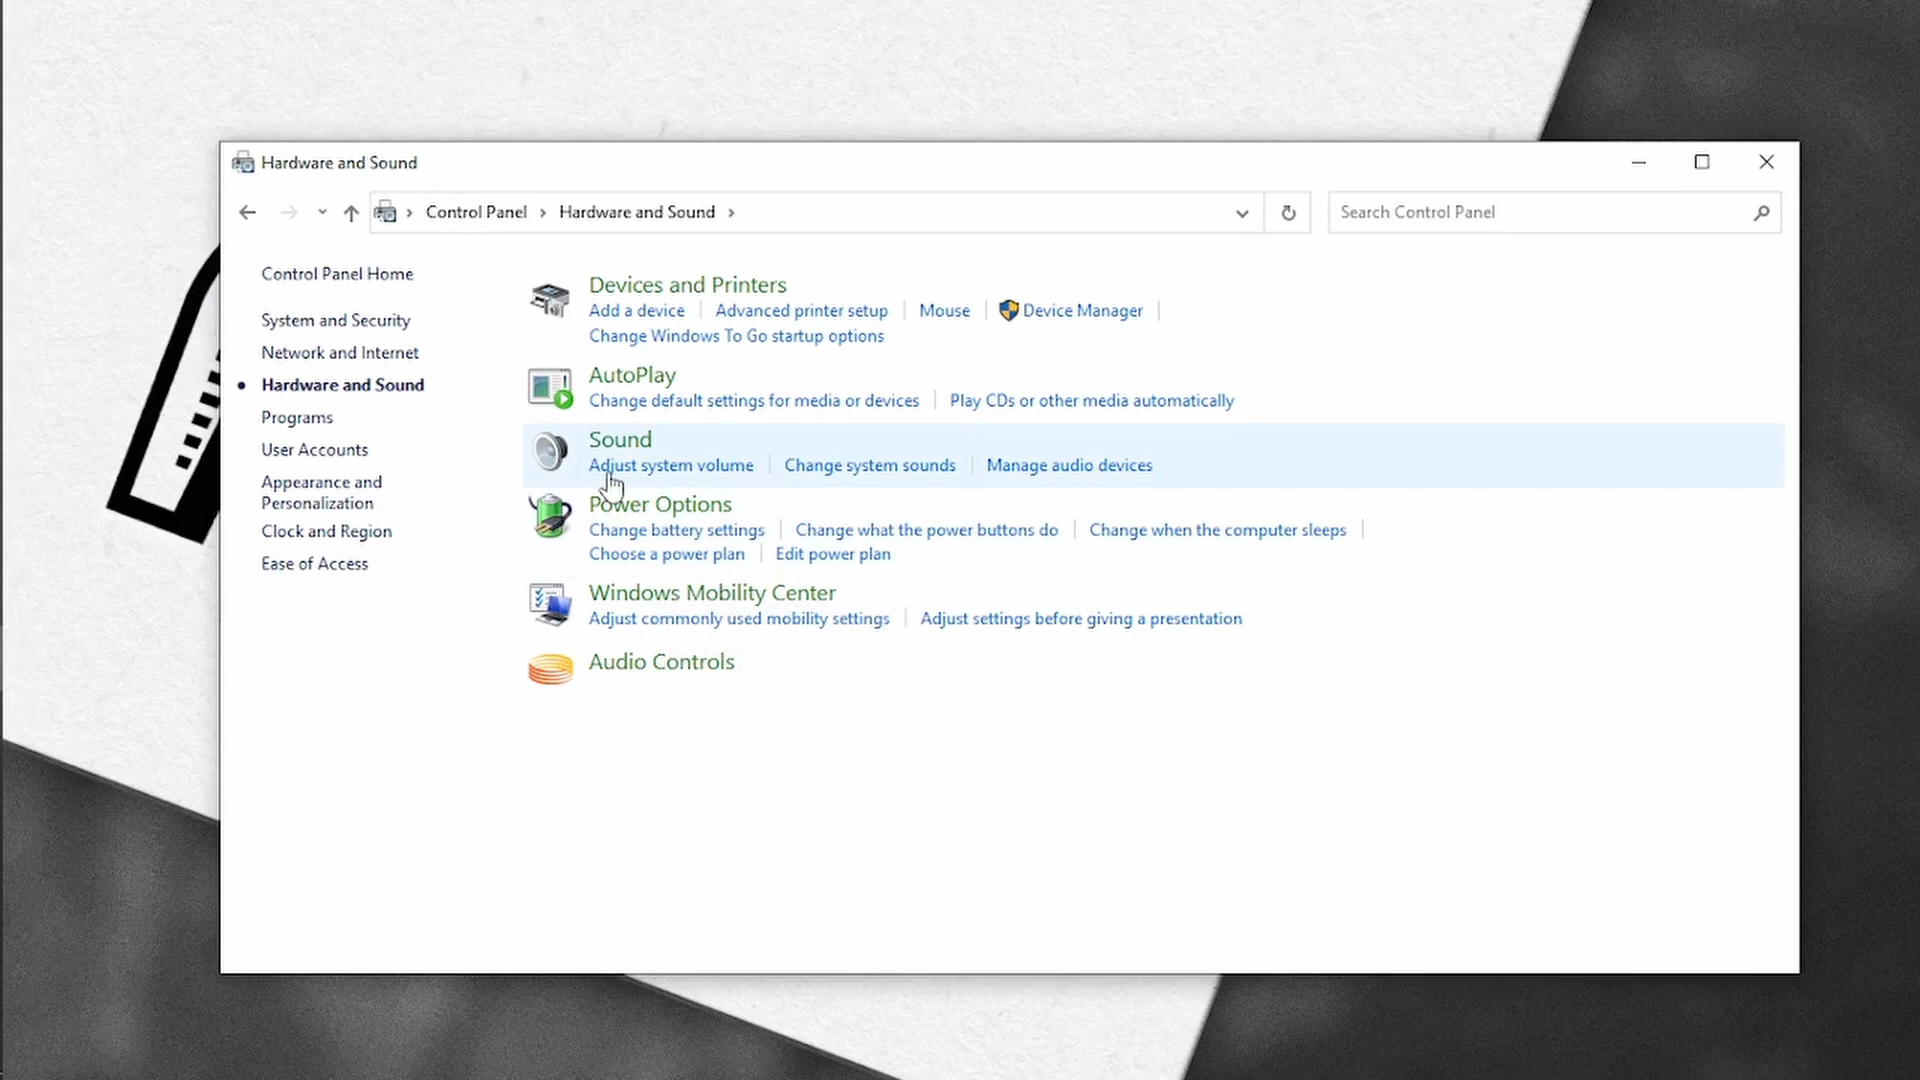 Hardware and Sound
Control Panel Hardware and Sound
Search Control Panel
Control Panel Home
System and Security
Network and Internet
Hardware and Sound
Programs
User Accounts
Appearance and
Personalization
Clock and Region
Ease of Access
Devices and Printers
Add a device Advanced printer setup Mouse Device Manager
Change Windows To Go startup options
AutoPlay
Change default settings for media or devices Play CDs or other media automatically
Sound
Adjust system volume Change system sounds Manage audio devices
Power Options
Change battery settings Change what the power buttons do Change when the computer sleeps
Choose a power plan Edit power plan
Windows Mobility Center
Adjust commonly used mobility settings Adjust settings before giving a presentation
Audio Controls